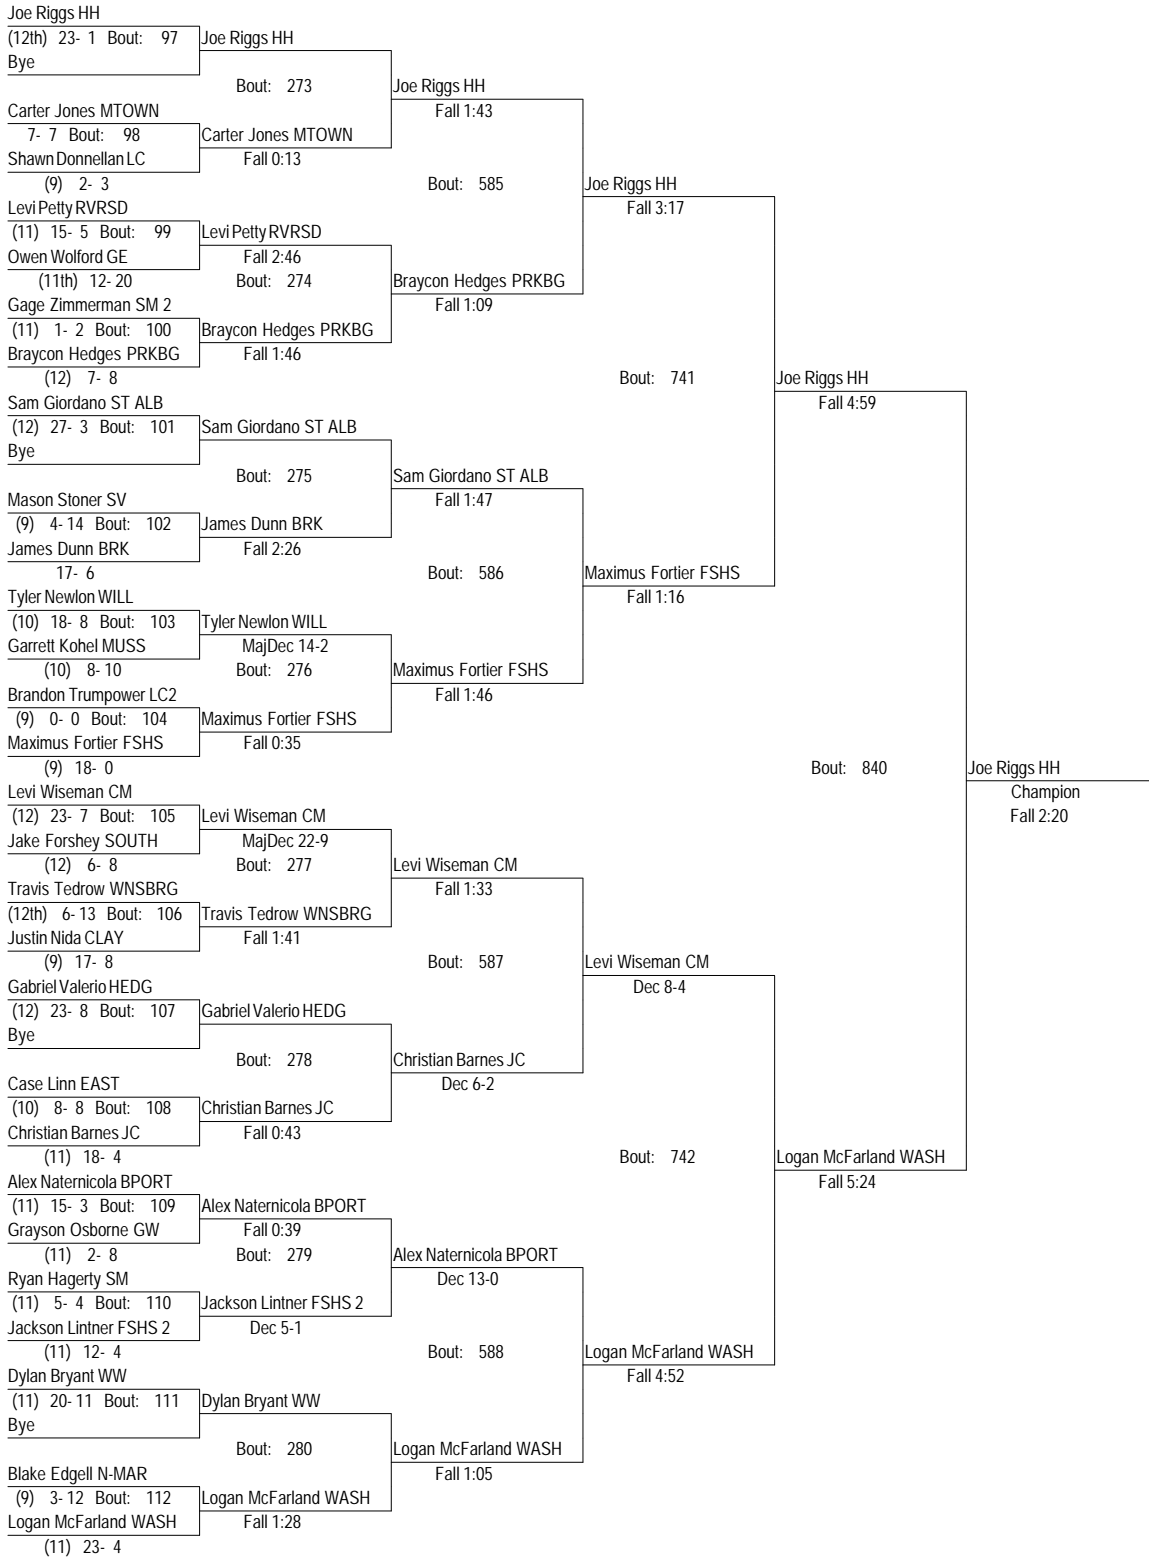 Joe Riggs HH
(12th) 23- 1 Bout: 97 Joe Riggs HH
Bye
Bout: 273 Joe Riggs HH
Carter Jones MTOWN Fall 1:43
7- 7 Bout: 98 Carter Jones MTOWN
Shawn Donnellan LC Fall 0:13
(9) 2- 3 Bout: 585 Joe Riggs HH
Levi Petty RVRSD Fall 3:17
(11) 15- 5 Bout: 99 Levi Petty RVRSD
Owen Wolford GE Fall 2:46
(11th) 12- 20 Bout: 274 Braycon Hedges PRKBG
Gage Zimmerman SM 2 Fall 1:09
(11) 1- 2 Bout: 100 Braycon Hedges PRKBG
Braycon Hedges PRKBG Fall 1:46
(12) 7- 8 Bout: 741 Joe Riggs HH
Sam Giordano ST ALB Fall 4:59
(12) 27- 3 Bout: 101 Sam Giordano ST ALB
Bye
Bout: 275 Sam Giordano ST ALB
Mason Stoner SV Fall 1:47
(9) 4- 14 Bout: 102 James Dunn BRK
James Dunn BRK Fall 2:26
17- 6 Bout: 586 Maximus Fortier FSHS
Tyler Newlon WILL Fall 1:16
(10) 18- 8 Bout: 103 Tyler Newlon WILL
Garrett Kohel MUSS MajDec 14-2
(10) 8- 10 Bout: 276 Maximus Fortier FSHS
Brandon Trumpower LC2 Fall 1:46
(9) 0- 0 Bout: 104 Maximus Fortier FSHS
Maximus Fortier FSHS Fall 0:35
(9) 18- 0 Bout: 840 Joe Riggs HH
Levi Wiseman CM Champion
(12) 23- 7 Bout: 105 Levi Wiseman CM Fall 2:20
Jake Forshey SOUTH MajDec 22-9
(12) 6- 8 Bout: 277 Levi Wiseman CM
Travis Tedrow WNSBRG Fall 1:33
(12th) 6- 13 Bout: 106 Travis Tedrow WNSBRG
Justin Nida CLAY Fall 1:41
(9) 17- 8 Bout: 587 Levi Wiseman CM
Gabriel Valerio HEDG Dec 8-4
(12) 23- 8 Bout: 107 Gabriel Valerio HEDG
Bye
Bout: 278 Christian Barnes JC
Case Linn EAST Dec 6-2
(10) 8- 8 Bout: 108 Christian Barnes JC
Christian Barnes JC Fall 0:43
(11) 18- 4 Bout: 742 Logan McFarland WASH
Alex Naternicola BPORT Fall 5:24
(11) 15- 3 Bout: 109 Alex Naternicola BPORT
Grayson Osborne GW Fall 0:39
(11) 2- 8 Bout: 279 Alex Naternicola BPORT
Ryan Hagerty SM Dec 13-0
(11) 5- 4 Bout: 110 Jackson Lintner FSHS 2
Jackson Lintner FSHS 2 Dec 5-1
(11) 12- 4 Bout: 588 Logan McFarland WASH
Dylan Bryant WW Fall 4:52
(11) 20- 11 Bout: 111 Dylan Bryant WW
Bye
Bout: 280 Logan McFarland WASH
Blake Edgell N-MAR Fall 1:05
(9) 3- 12 Bout: 112 Logan McFarland WASH
Logan McFarland WASH Fall 1:28
(11) 23- 4